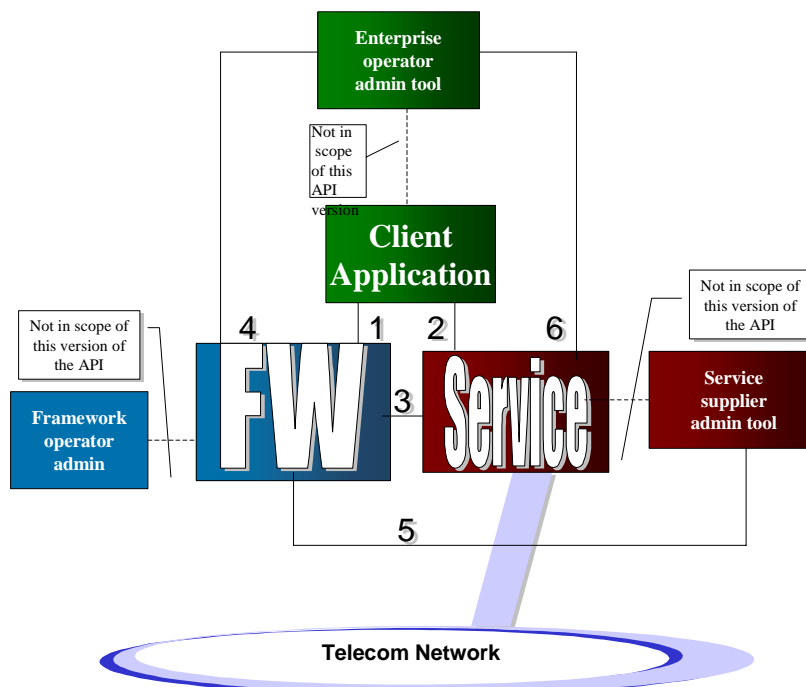 Enterprise
operator
admin tool
Not in
scope
of this
API
version
Client
Application
Not in scope
of this version of
the API
Not in scope of
this version of
the API
4
1
2
6
FW
3
Service
Service
supplier
admin tool
Framework
operator
admin
5
Telecom Network